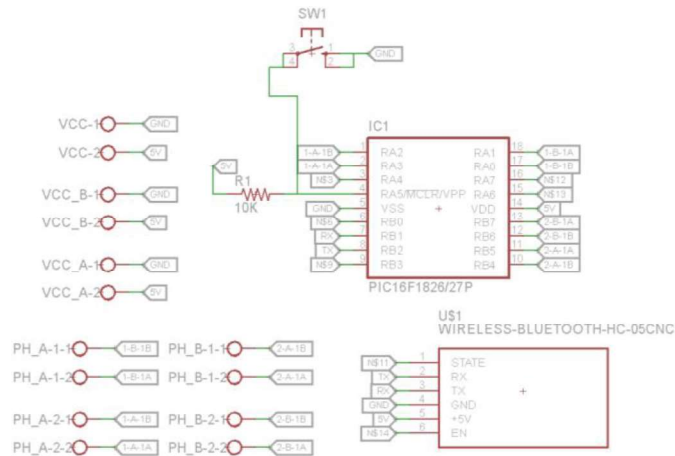 SW1
3 1 GND
4 2
VCC-1 GND
VCC-2 5V
VCC_B-1 GND
VCC_B-2 5V
VCC_A-1 GND
VCC_A-2 5V
5V
R1
10K
IC1
1-A-1B 1 RA2 RA1 18 1-B-1A
1-A-1A 2 RA3 RA0 17 1-B-1B
N$3 3 RA4 RA7 16 N$12
4 RA5/MCLR/VPP RA6 15 N$13
GND 5 VSS VDD 14 5V
N$6 6 RB0 RB7 13 2-B-1A
RX 7 RB1 RB6 12 2-B-1B
TX 8 RB2 RB5 11 2-A-1A
N$9 9 RB3 RB4 10 2-A-1B
PIC16F1826/27P
PH_A-1-1 1-B-1B PH_B-1-1 2-A-1B
PH_A-1-2 1-B-1A PH_B-1-2 2-A-1A
PH_A-2-1 1-A-1B PH_B-2-1 2-B-1B
PH_A-2-2 1-A-1A PH_B-2-2 2-B-1A
U$1
WIRELESS-BLUETOOTH-HC-05CNC
N$11 1 STATE
TX 2 RX
RX 3 TX
GND 4 GND
5V 5 +5V
N$14 6 EN